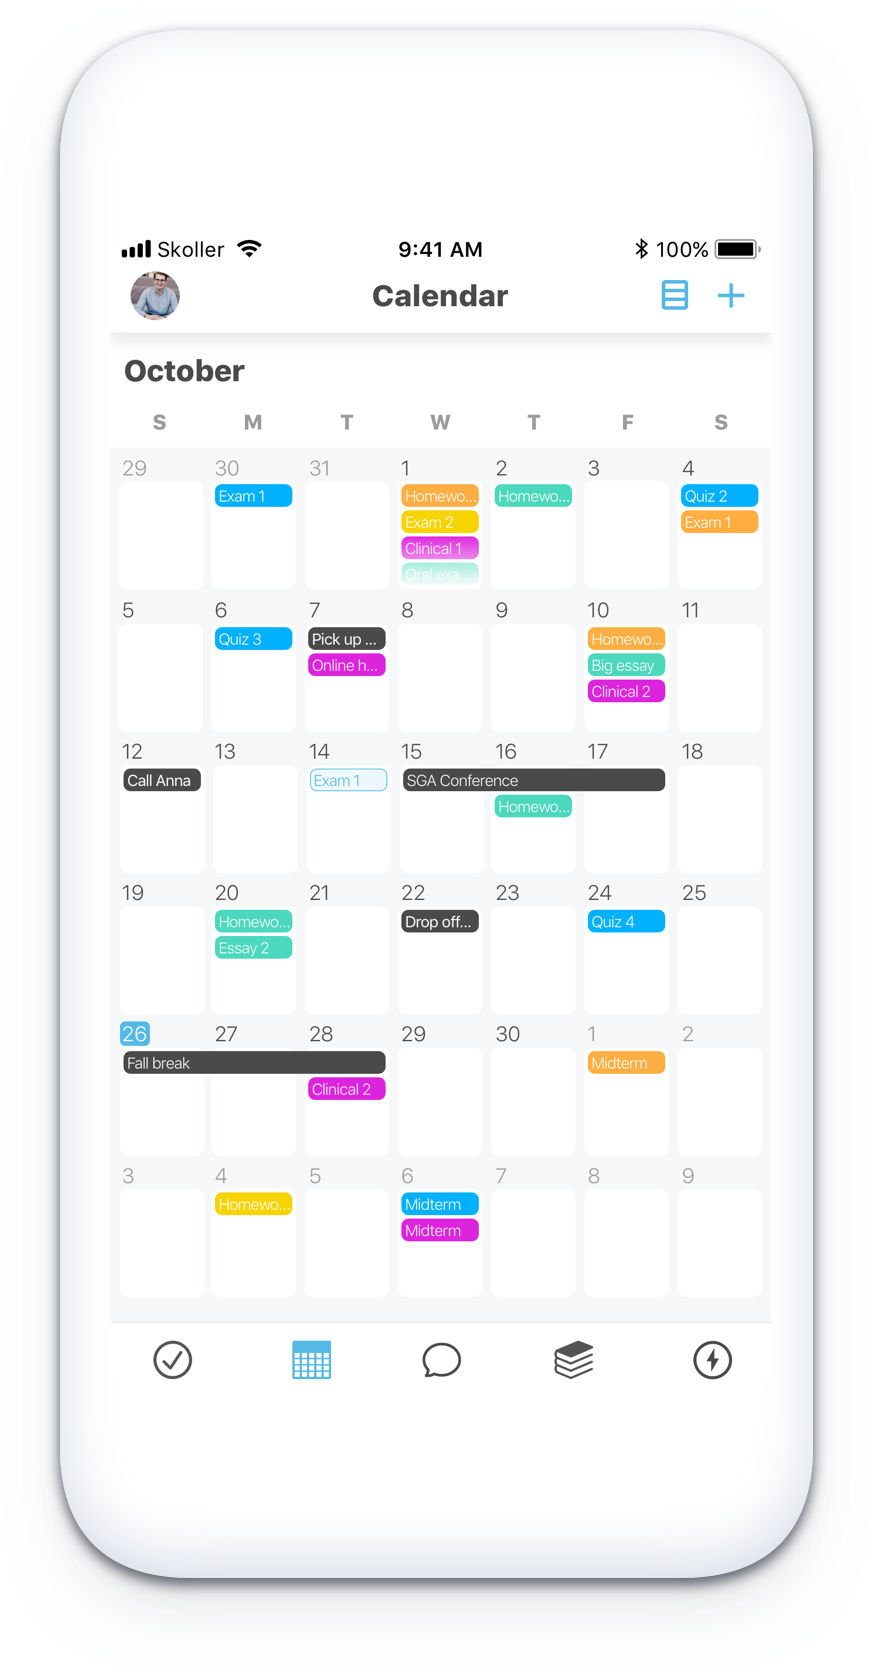 Skoller 9:41 AM 100%
Calendar
October
S M T W T F S
29 30 31 1 2 3 4
Exam 1 Homewo... Homewo... Quiz 2
Exam 2 Exam 1
Clinical 1
Oral exa...
5 6 7 8 9 10 11
Quiz 3 Pick up ... Homewo...
Online h... Big essay
Clinical 2
12 13 14 15 16 17 18
Call Anna Exam 1 SGA Conference
Homewo...
19 20 21 22 23 24 25
Homewo... Drop off... Quiz 4
Essay 2
26 27 28 29 30 1 2
Fall break Midterm
Clinical 2
3 4 5 6 7 8 9
Homewo... Midterm
Midterm